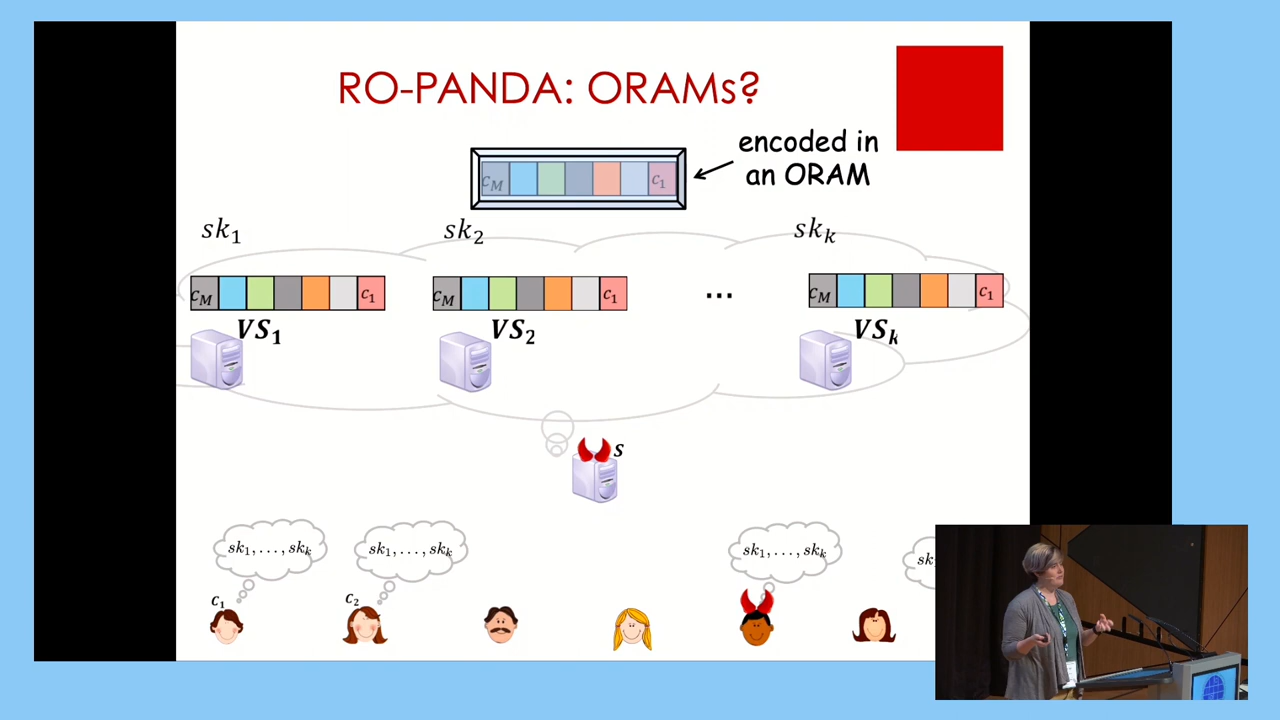 RO-PANDA: ORAMs?
encoded in
an ORAM
c_M c_1
sk_1 sk_2 sk_k
c_M c_1 c_M c_1 ... c_M c_1
VS_1 VS_2 VS_k
s
sk_1, ..., sk_k sk_1, ..., sk_k sk_1, ..., sk_k sk
c_1 c_2